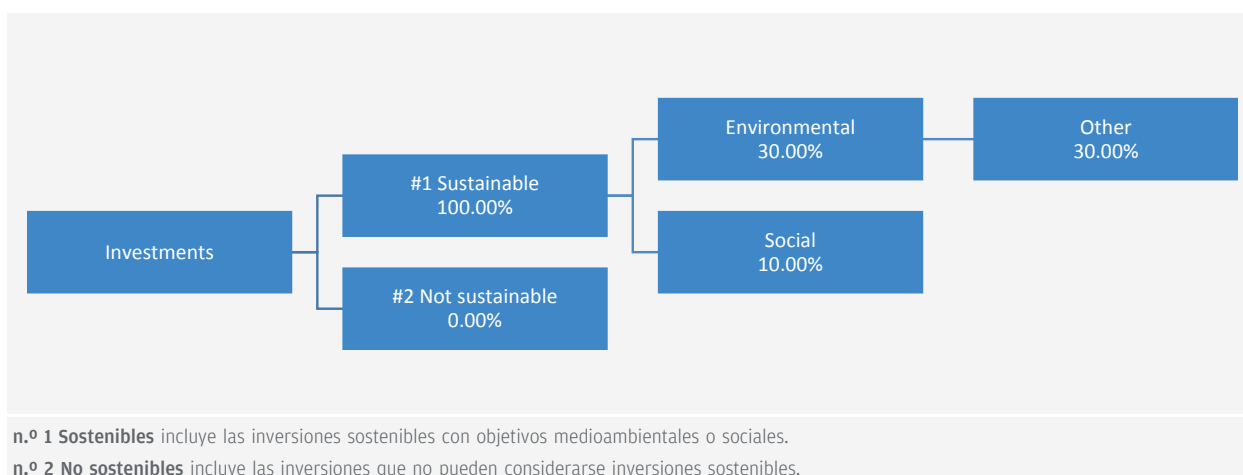 Environmental
30.00%
Other
30.00%
#1 Sustainable
100.00%
Investments
Social
10.00%
#2 Not sustainable
0.00%
n.º 1 Sostenibles incluye las inversiones sostenibles con objetivos medioambientales o sociales.
n.º 2 No sostenibles incluye las inversiones que no pueden considerarse inversiones sostenibles.